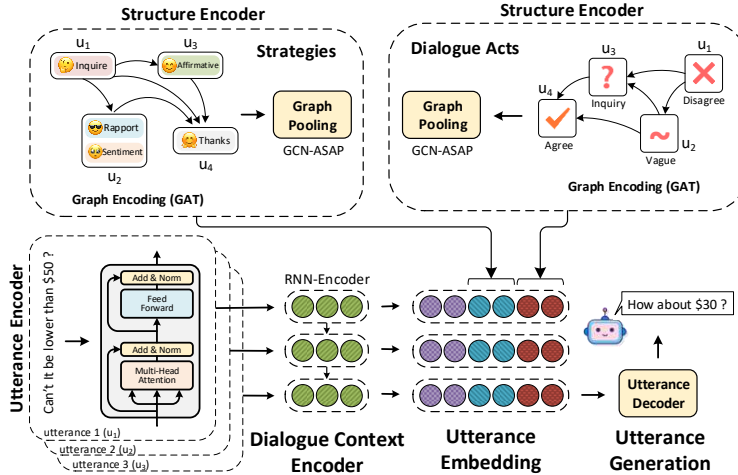 Structure Encoder
u1
u3
Inquire
Affirmative
Strategies
Rapport
Sentiment
Thanks
u2
u4
Graph
Pooling
GCN-ASAP
Graph Encoding (GAT)
Structure Encoder
Dialogue Acts
u3
u1
u4
?
Inquiry
Disagree
Graph
Pooling
GCN-ASAP
Agree
~
Vague
u2
Graph Encoding (GAT)
Utterance Encoder
Can't It be lower than $50 ?
Add & Norm
Feed
Forward
Add & Norm
Multi-Head
Attention
utterance 1 (u1)
utterance 2 (u2)
utterance 3 (u3)
RNN-Encoder
Dialogue Context
Encoder
Utterance
Embedding
How about $30 ?
Utterance
Decoder
Utterance
Generation